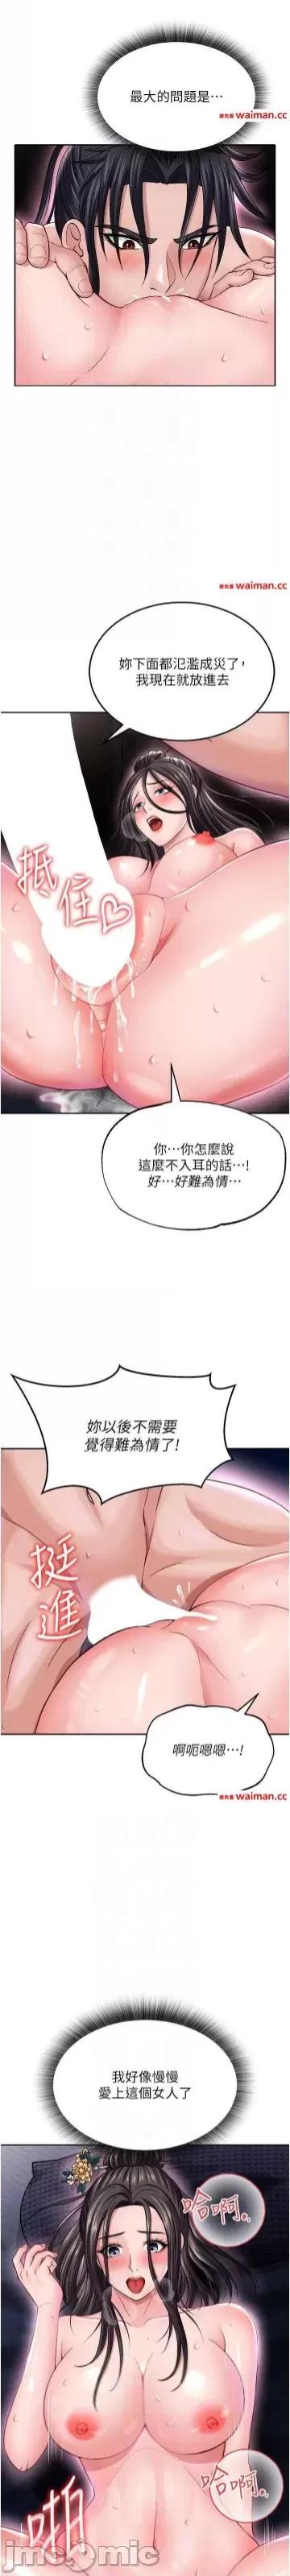 最大的問題是…
waiman.cc
waiman.cc
妳下面都氾濫成災了，
我現在就放進去
抵住♡
你…你怎麼說
這麼不入耳的話…!
好…好難為情…
妳以後不需要
覺得難為情了!
挺進
啊呃嗯嗯…!
waiman.cc
我好像慢慢
愛上這個女人了
哈啊。
哈啊。
啪
jmcomic